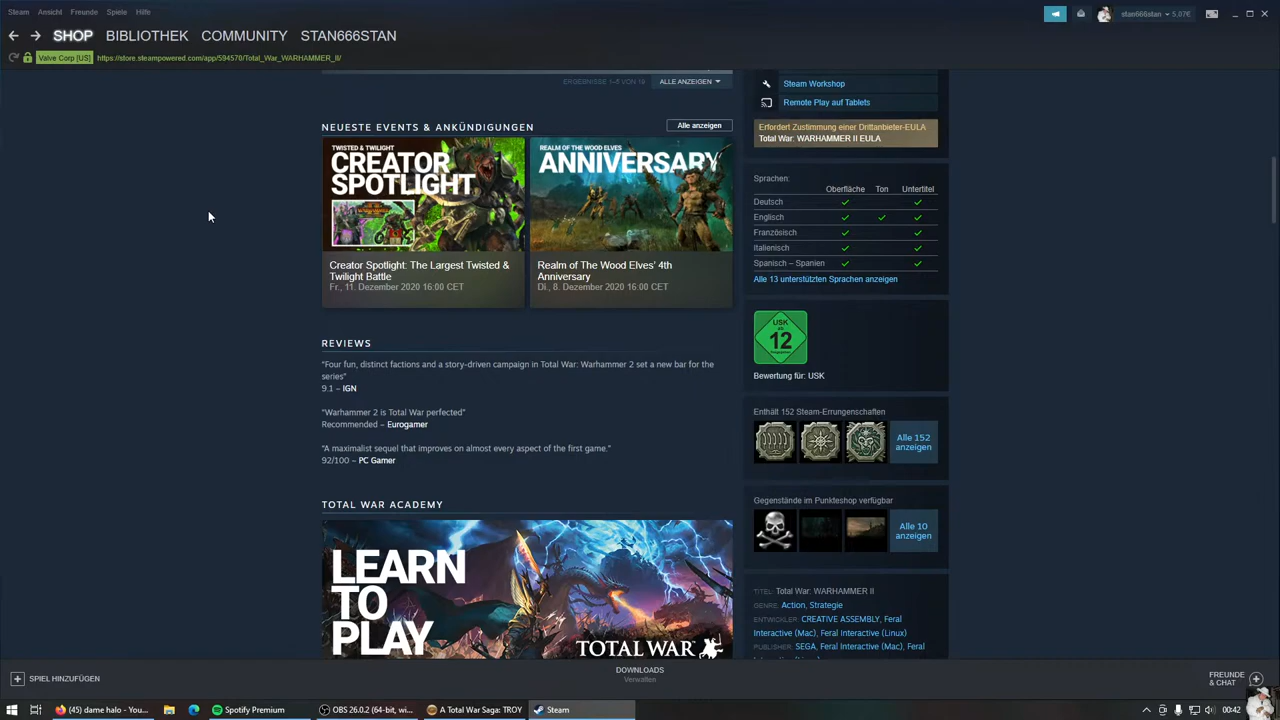 Steam Ansicht Freunde Spiele Hilfe
stan666stan 5,07€
SHOP BIBLIOTHEK COMMUNITY STAN666STAN
Valve Corp [US] https://store.steampowered.com/app/594570/Total_War_WARHAMMER_II/
ERGEBNISSE 1–5 VON 18 ALLE ANZEIGEN
NEUESTE EVENTS & ANKÜNDIGUNGEN Alle anzeigen
TWISTED & TWILIGHT
CREATOR
SPOTLIGHT
Creator Spotlight: The Largest Twisted &
Twilight Battle
Fr., 11. Dezember 2020 16:00 CET
REALM OF THE WOOD ELVES
ANNIVERSARY
Realm of The Wood Elves' 4th
Anniversary
Di., 8. Dezember 2020 16:00 CET
REVIEWS
"Four fun, distinct factions and a story-driven campaign in Total War: Warhammer 2 set a new bar for the
series"
9.1 – IGN
"Warhammer 2 is Total War perfected"
Recommended – Eurogamer
"A maximalist sequel that improves on almost every aspect of the first game."
92/100 – PC Gamer
TOTAL WAR ACADEMY
LEARN
TO
PLAY
TOTAL WAR
Steam Workshop
Remote Play auf Tablets
Erfordert Zustimmung einer Drittanbieter-EULA
Total War: WARHAMMER II EULA
Sprachen:
Oberfläche Ton Untertitel
Deutsch
Englisch
Französisch
Italienisch
Spanisch – Spanien
Alle 13 unterstützten Sprachen anzeigen
USK
12
Bewertung für: USK
Enthält 152 Steam-Errungenschaften
Alle 152
anzeigen
Gegenstände im Punkteshop verfügbar
Alle 10
anzeigen
TITEL: Total War: WARHAMMER II
GENRE: Action, Strategie
ENTWICKLER: CREATIVE ASSEMBLY, Feral
Interactive (Mac), Feral Interactive (Linux)
PUBLISHER: SEGA, Feral Interactive (Mac), Feral
SPIEL HINZUFÜGEN
DOWNLOADS
Verwalten
FREUNDE
& CHAT
(45) dame halo - You... Spotify Premium OBS 26.0.2 (64-bit, wi... A Total War Saga: TROY Steam 00:42